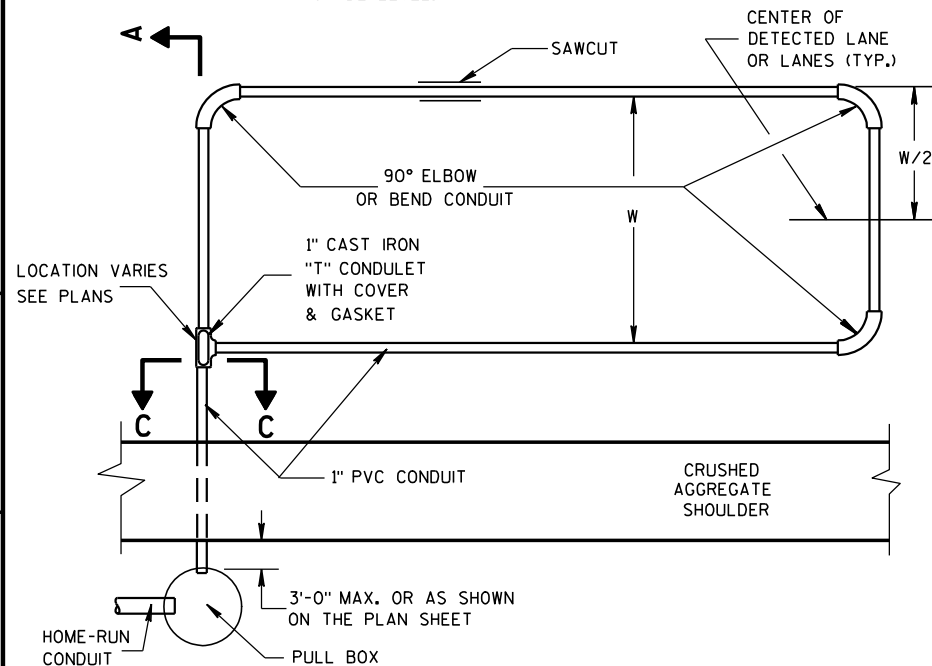 CENTER OF
DETECTED LANE
OR LANES (TYP.)
A
SAWCUT
W/2
90° ELBOW
OR BEND CONDUIT
W
1" CAST IRON
"T" CONDULET
WITH COVER
& GASKET
LOCATION VARIES
SEE PLANS
C
C
1" PVC CONDUIT
CRUSHED
AGGREGATE
SHOULDER
3'-0" MAX. OR AS SHOWN
ON THE PLAN SHEET
HOME-RUN
CONDUIT
PULL BOX